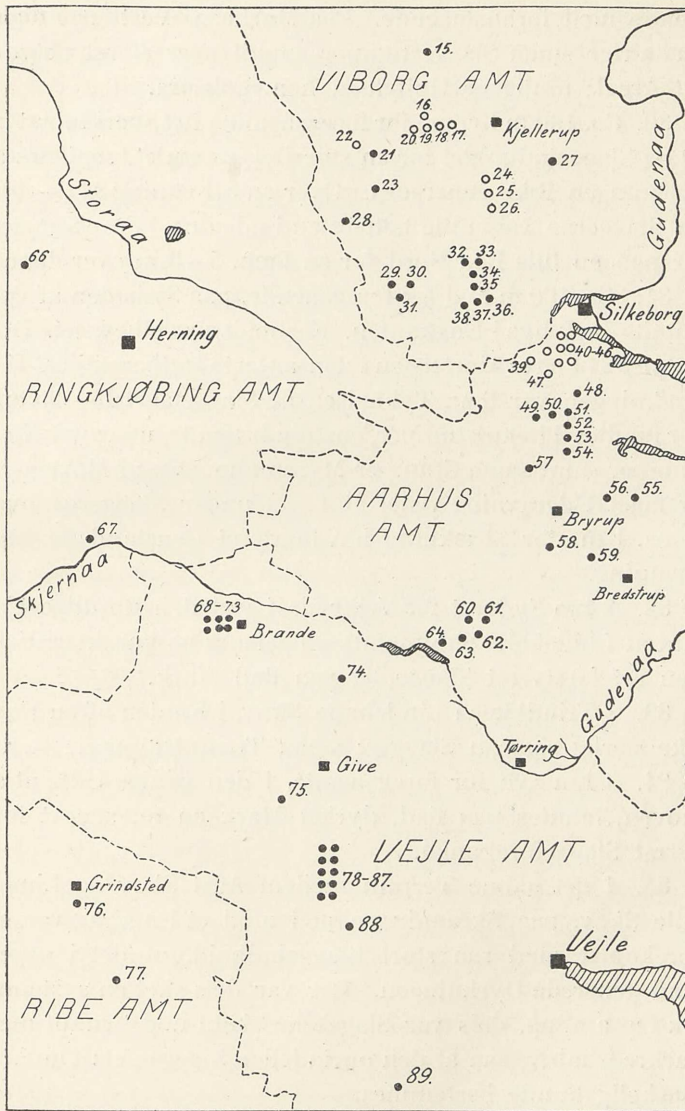 15.
VIBORG AMT
16.
Kjellerup
20. 19. 18. 17.
22.
21.
27.
Storaa
23.
24.
25.
26.
28.
Gudenaa
66.
32. 33.
34.
29. 30.
35.
31.
38. 37. 36.
Silkeborg
Herning
39. 40-46.
47.
RINGKJØBING AMT
48.
49. 50. 51.
52.
53.
54.
57.
AARHUS
AMT
56. 55.
Bryrup
67.
58.
59.
Skjernaa
Bredstrup
68-73
Brande
60. 61.
64. 63. 62.
74.
Gudenaa
Tørring
Give
75.
VEJLE AMT
78-87.
Grindsted
76.
88.
Vejle
77.
RIBE AMT
89.